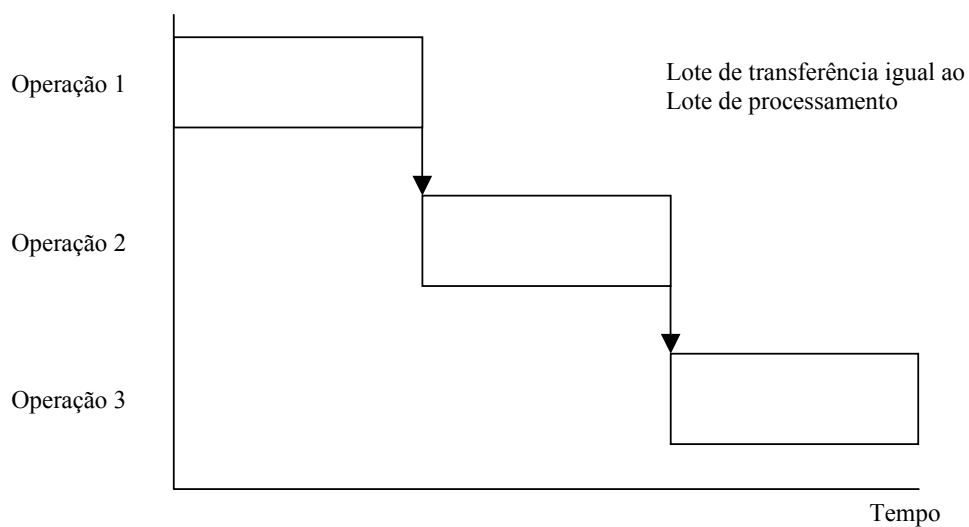 Operação 1
Lote de transferência igual ao
Lote de processamento
Operação 2
Operação 3
Tempo